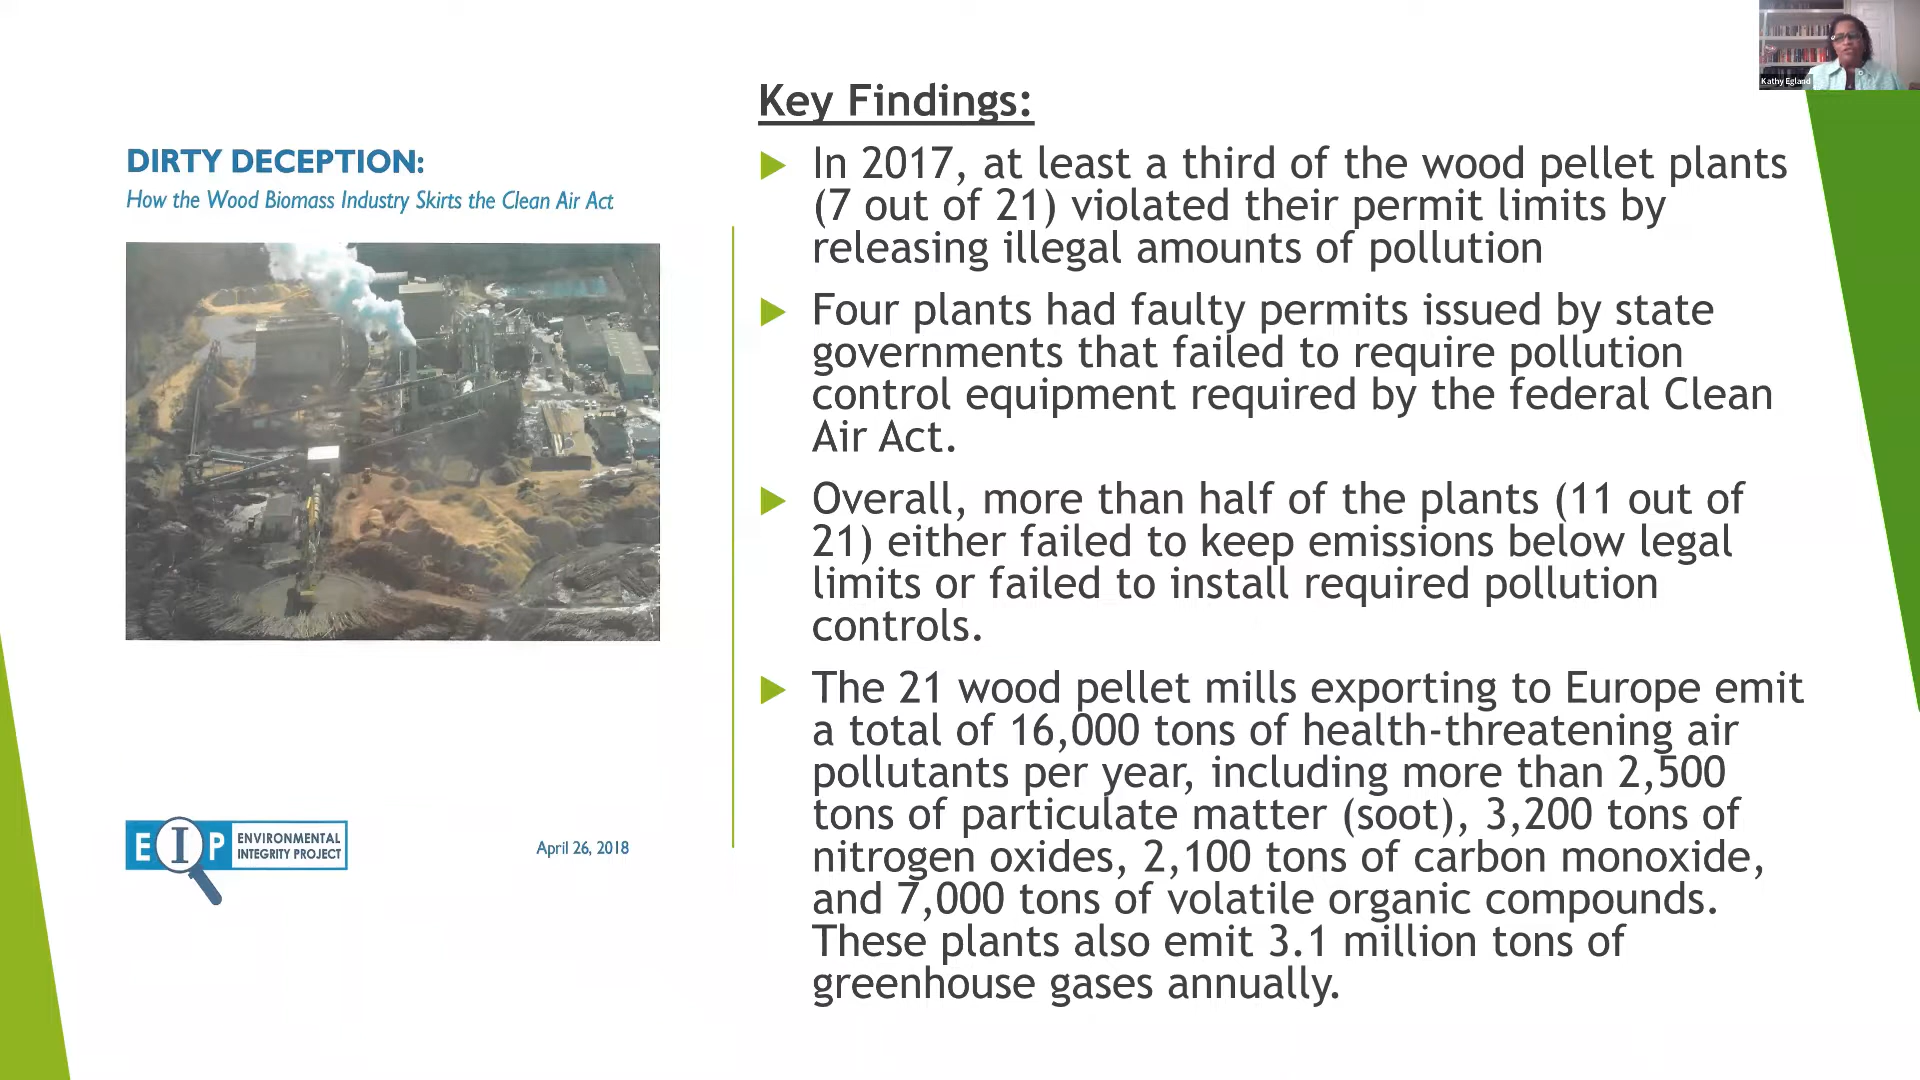 Kathy Egland
Key Findings:
DIRTY DECEPTION:
How the Wood Biomass Industry Skirts the Clean Air Act
In 2017, at least a third of the wood pellet plants
(7 out of 21) violated their permit limits by
releasing illegal amounts of pollution
Four plants had faulty permits issued by state
governments that failed to require pollution
control equipment required by the federal Clean
Air Act.
Overall, more than half of the plants (11 out of
21) either failed to keep emissions below legal
limits or failed to install required pollution
controls.
The 21 wood pellet mills exporting to Europe emit
a total of 16,000 tons of health-threatening air
pollutants per year, including more than 2,500
tons of particulate matter (soot), 3,200 tons of
nitrogen oxides, 2,100 tons of carbon monoxide,
and 7,000 tons of volatile organic compounds.
These plants also emit 3.1 million tons of
greenhouse gases annually.
EIP ENVIRONMENTAL
INTEGRITY PROJECT
April 26, 2018